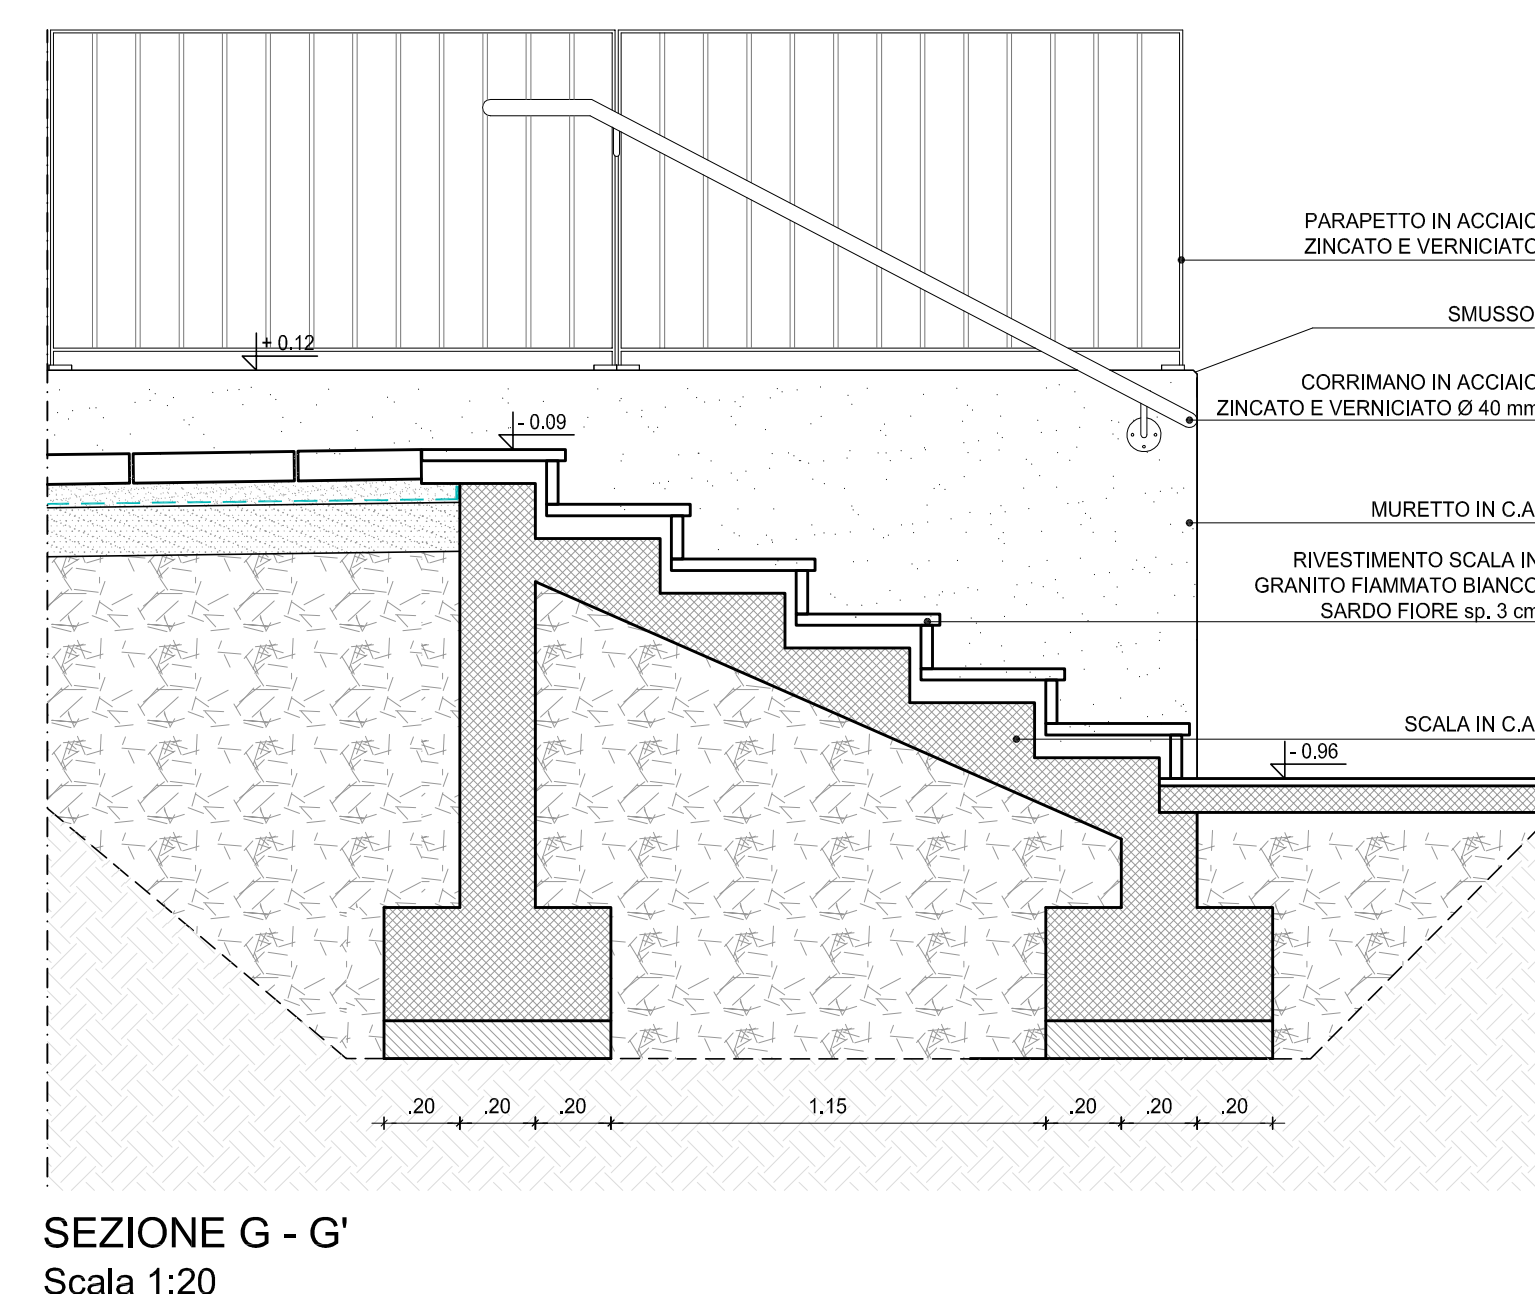 PARAPETTO IN ACCIAIO
ZINCATO E VERNICIATO
SMUSSO
+ 0.12
CORRIMANO IN ACCIAIO
ZINCATO E VERNICIATO Ø 40 mm
- 0.09
MURETTO IN C.A
RIVESTIMENTO SCALA IN
GRANITO FIAMMATO BIANCO
SARDO FIORE sp. 3 cm
SCALA IN C.A
- 0.96
.20 .20 .20 1.15 .20 .20 .20
SEZIONE G - G'
Scala 1:20